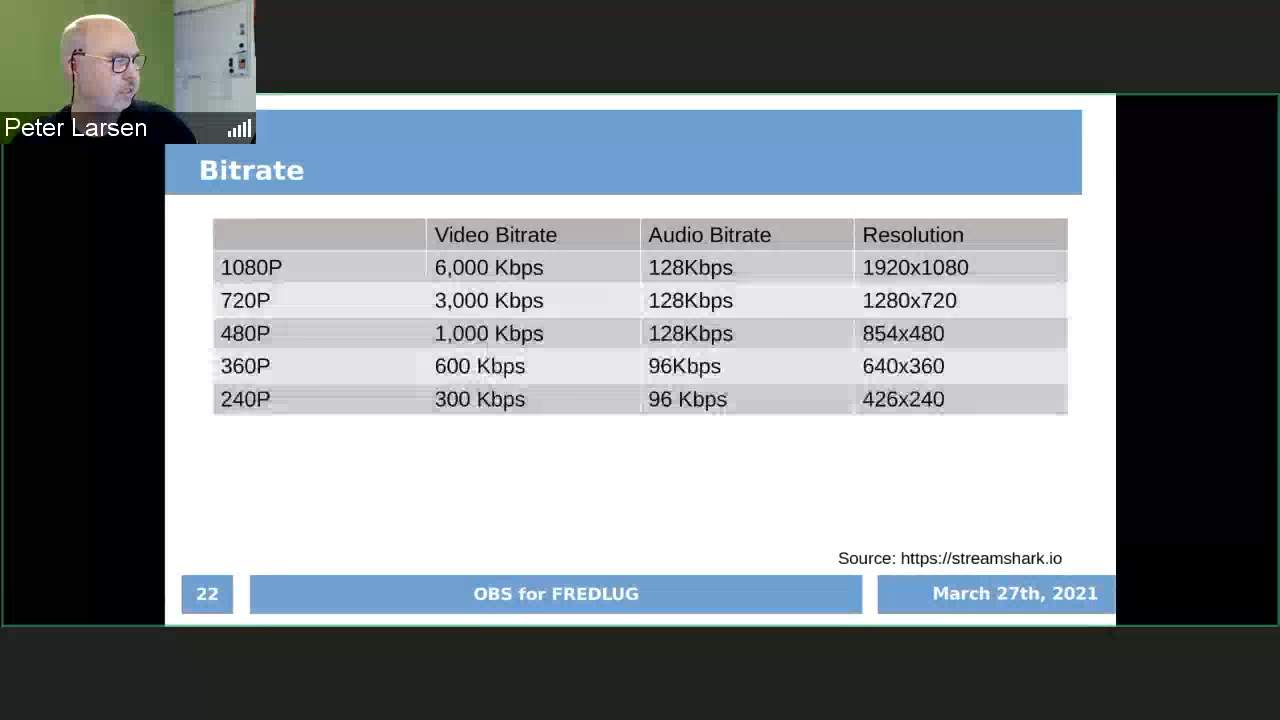 Peter Larsen
Bitrate
Video Bitrate Audio Bitrate Resolution
1080P 6,000 Kbps 128Kbps 1920x1080
720P 3,000 Kbps 128Kbps 1280x720
480P 1,000 Kbps 128Kbps 854x480
360P 600 Kbps 96Kbps 640x360
240P 300 Kbps 96 Kbps 426x240
Source: https://streamshark.io
22 OBS for FREDLUG March 27th, 2021